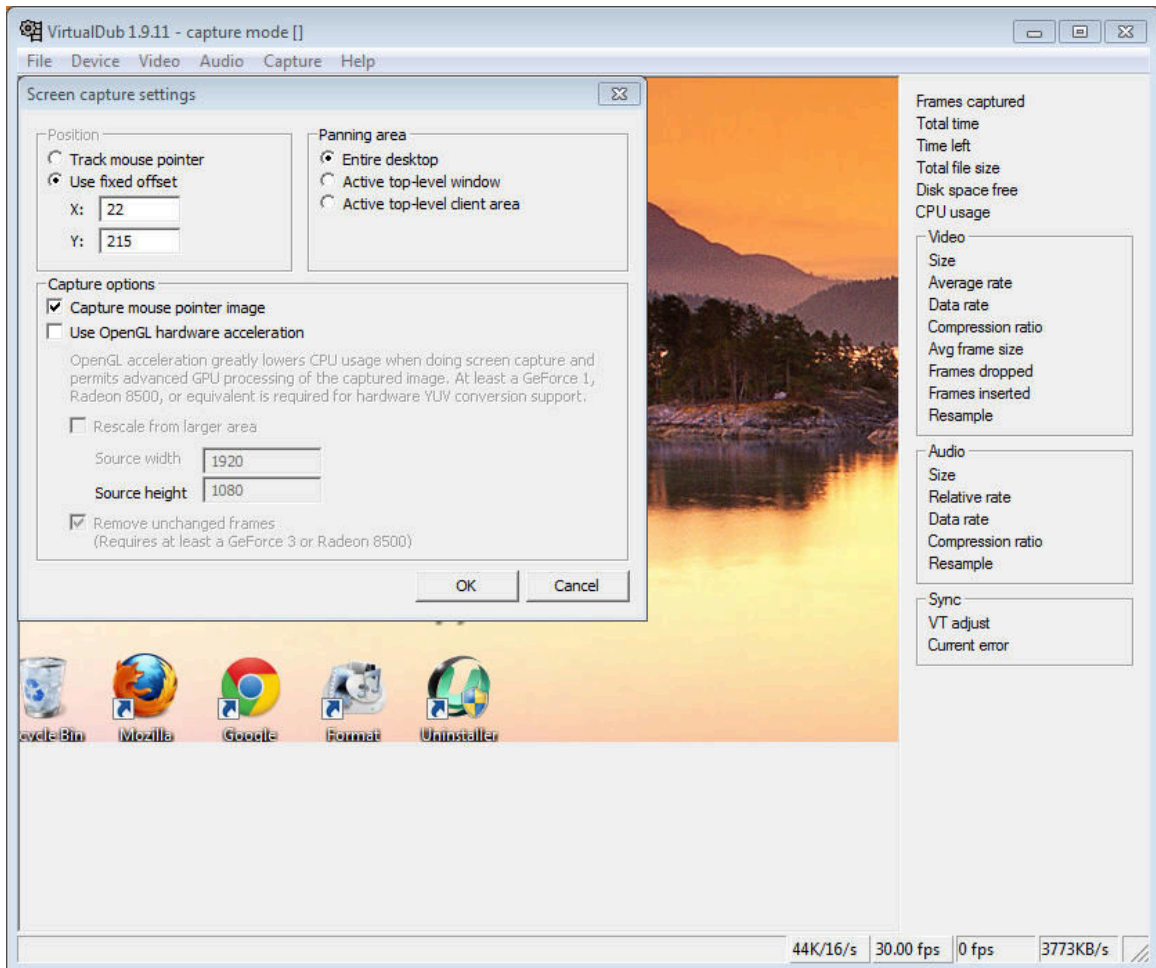 VirtualDub 1.9.11 - capture mode []
File Device Video Audio Capture Help
Screen capture settings
Position
Track mouse pointer
Use fixed offset
X: 22
Y: 215
Panning area
Entire desktop
Active top-level window
Active top-level client area
Capture options
Capture mouse pointer image
Use OpenGL hardware acceleration
OpenGL acceleration greatly lowers CPU usage when doing screen capture and
permits advanced GPU processing of the captured image. At least a GeForce 1,
Radeon 8500, or equivalent is required for hardware YUV conversion support.
Rescale from larger area
Source width 1920
Source height 1080
Remove unchanged frames
(Requires at least a GeForce 3 or Radeon 8500)
OK Cancel
Frames captured
Total time
Time left
Total file size
Disk space free
CPU usage
Video
Size
Average rate
Data rate
Compression ratio
Avg frame size
Frames dropped
Frames inserted
Resample
Audio
Size
Relative rate
Data rate
Compression ratio
Resample
Sync
VT adjust
Current error
cycle Bin Mozilla Google Format Uninstaller
44K/16/s 30.00 fps 0 fps 3773KB/s